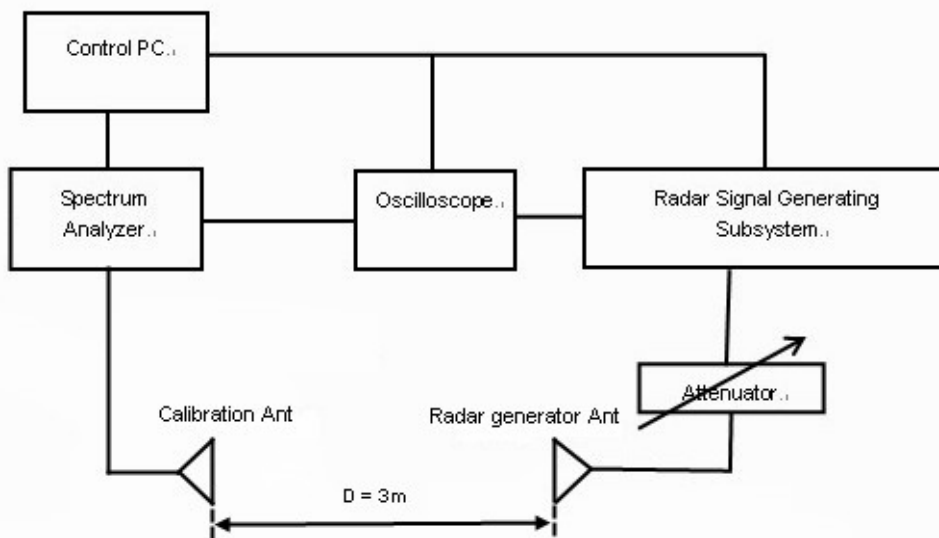 Control PC
Spectrum
Analyzer
Oscilloscope
Radar Signal Generating
Subsystem
Attenuator
Calibration Ant
Radar generator Ant
D = 3m